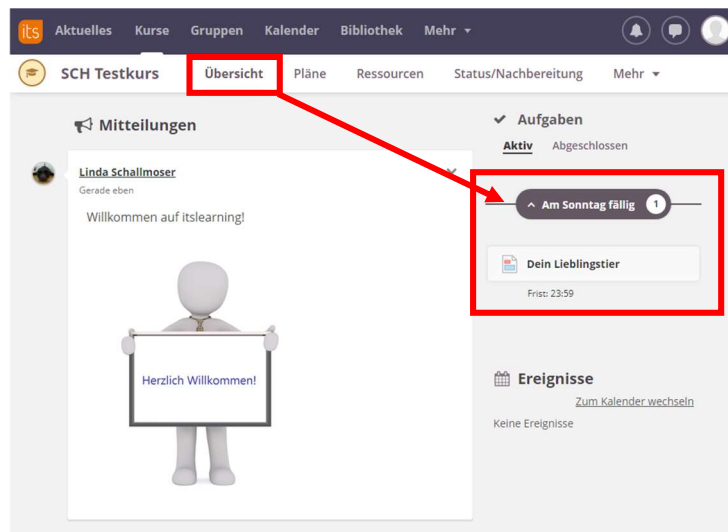 its Aktuelles Kurse Gruppen Kalender Bibliothek Mehr
SCH Testkurs Übersicht Pläne Ressourcen Status/Nachbereitung Mehr
Mitteilungen
Linda Schallmoser
Gerade eben
Willkommen auf itslearning!
Herzlich Willkommen!
Aufgaben
Aktiv Abgeschlossen
Am Sonntag fällig 1
Dein Lieblingstier
Frist: 23:59
Ereignisse
Zum Kalender wechseln
Keine Ereignisse